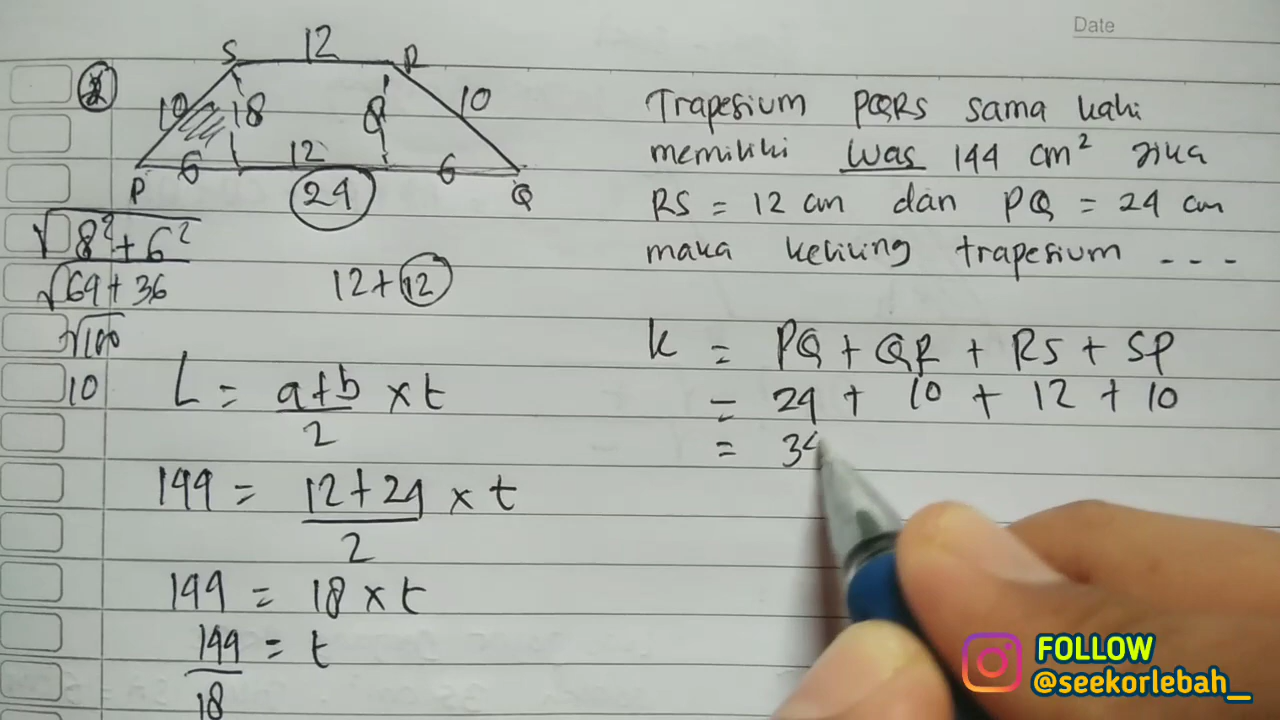 Date
S 12 R
10 18 8 10
6 12 6
P 24 Q
√8² + 6²
√64 + 36
√100
10
12 + 12
L = a+b/2 × t
144 = 12+24/2 × t
144 = 18 × t
144/18 = t
Trapesium PQRS sama kaki
memiliki luas 144 cm² jika
RS = 12 cm dan PQ = 24 cm
maka keliling trapesium ---
K = PQ + QR + RS + SP
= 24 + 10 + 12 + 10
= 34
FOLLOW
@seekorlebah_